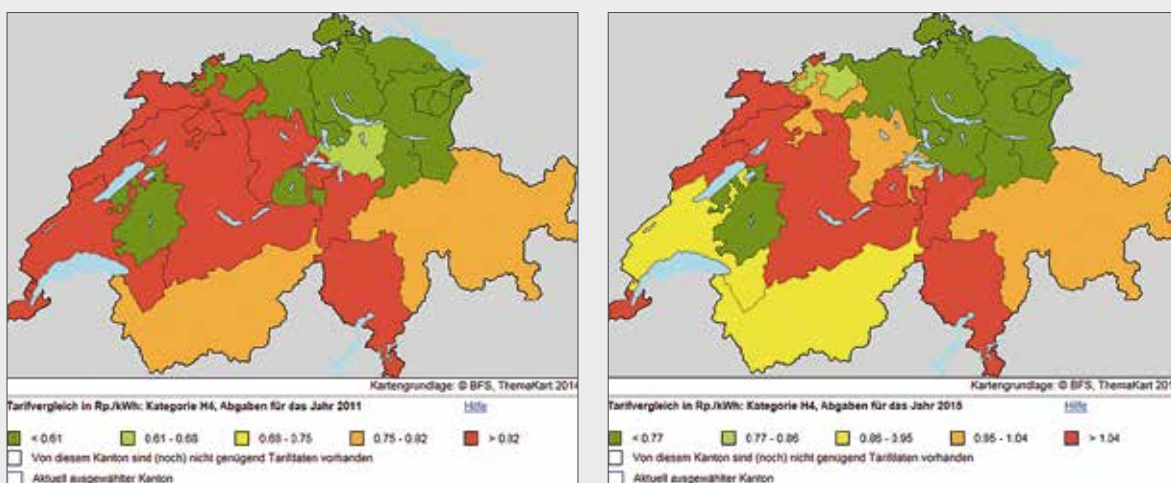 Kartengrundlage: © BFS, ThemaKart 2014
Tarifvergleich in Rp./kWh: Kategorie H4, Abgaben für das Jahr 2011 Hilfe
< 0.61 0.61 - 0.68 0.68 - 0.75 0.75 - 0.82 > 0.82
Von diesem Kanton sind (noch) nicht genügend Tarifdaten vorhanden
Aktuell ausgewählter Kanton
Kartengrundlage: © BFS, ThemaKart
Tarifvergleich in Rp./kWh: Kategorie H4, Abgaben für das Jahr 2015 Hilfe
< 0.77 0.77 - 0.86 0.86 - 0.95 0.95 - 1.04 > 1.04
Von diesem Kanton sind (noch) nicht genügend Tarifdaten vorhanden
Aktuell ausgewählter Kanton